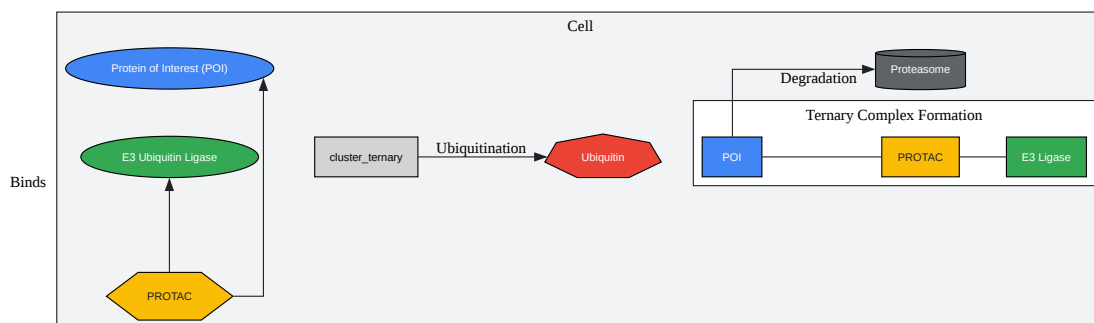 Cell
Protein of Interest (POI)
Proteasome
Degradation
Ternary Complex Formation
E3 Ubiquitin Ligase
cluster_ternary
Ubiquitination
Ubiquitin
POI
PROTAC
E3 Ligase
Binds
PROTAC